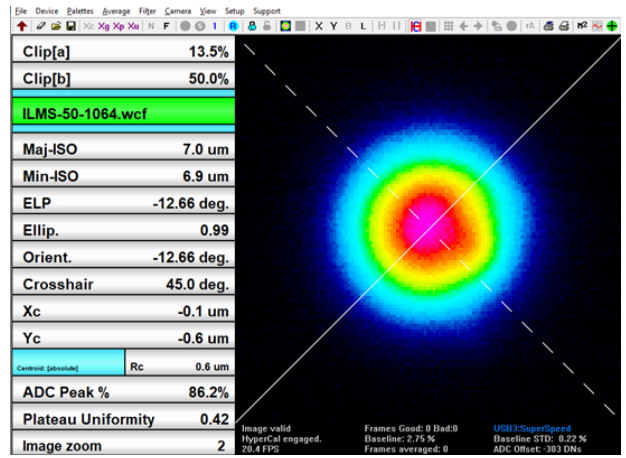 File Device Palettes Average Filter Camera View Setup Support
Xc Xg Xp Xu N F 1 R X Y B L H rA M²
Clip[a] 13.5%
Clip[b] 50.0%
ILMS-50-1064.wcf
Maj-ISO 7.0 um
Min-ISO 6.9 um
ELP -12.66 deg.
Ellip. 0.99
Orient. -12.66 deg.
Crosshair 45.0 deg.
Xc -0.1 um
Yc -0.6 um
Centroid: [absolute] Rc 0.6 um
ADC Peak % 86.2%
Plateau Uniformity 0.42
Image zoom 2
Image valid Frames Good: 0 Bad:0 USB3:SuperSpeed
HyperCal engaged. Baseline: 2.75 % Baseline STD: 0.22 %
20.4 FPS Frames averaged: 0 ADC Offset: -303 DNs